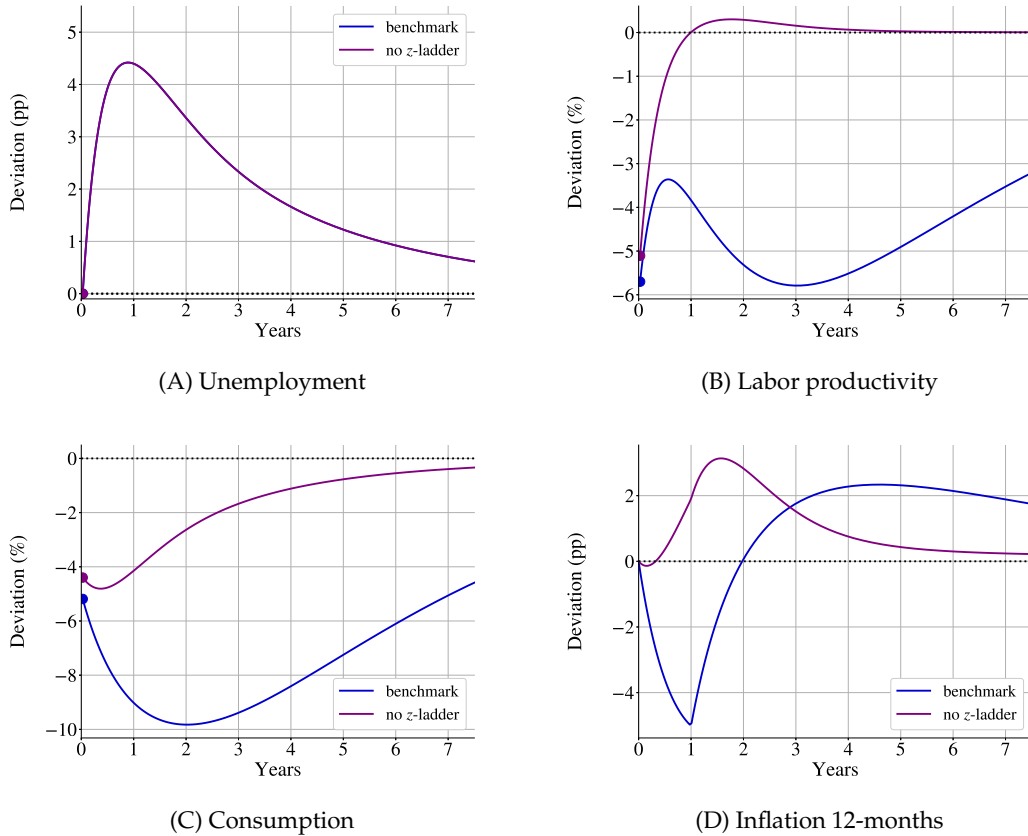 5
4
3
2
1
0
Deviation (pp)
benchmark
no z-ladder
0 1 2 3 4 5 6 7
Years
(A) Unemployment
0
−1
−2
−3
−4
−5
−6
Deviation (%)
0 1 2 3 4 5 6 7
Years
(B) Labor productivity
0
−2
−4
−6
−8
−10
Deviation (%)
benchmark
no z-ladder
0 1 2 3 4 5 6 7
Years
(C) Consumption
2
0
−2
−4
Deviation (pp)
benchmark
no z-ladder
0 1 2 3 4 5 6 7
Years
(D) Inflation 12-months